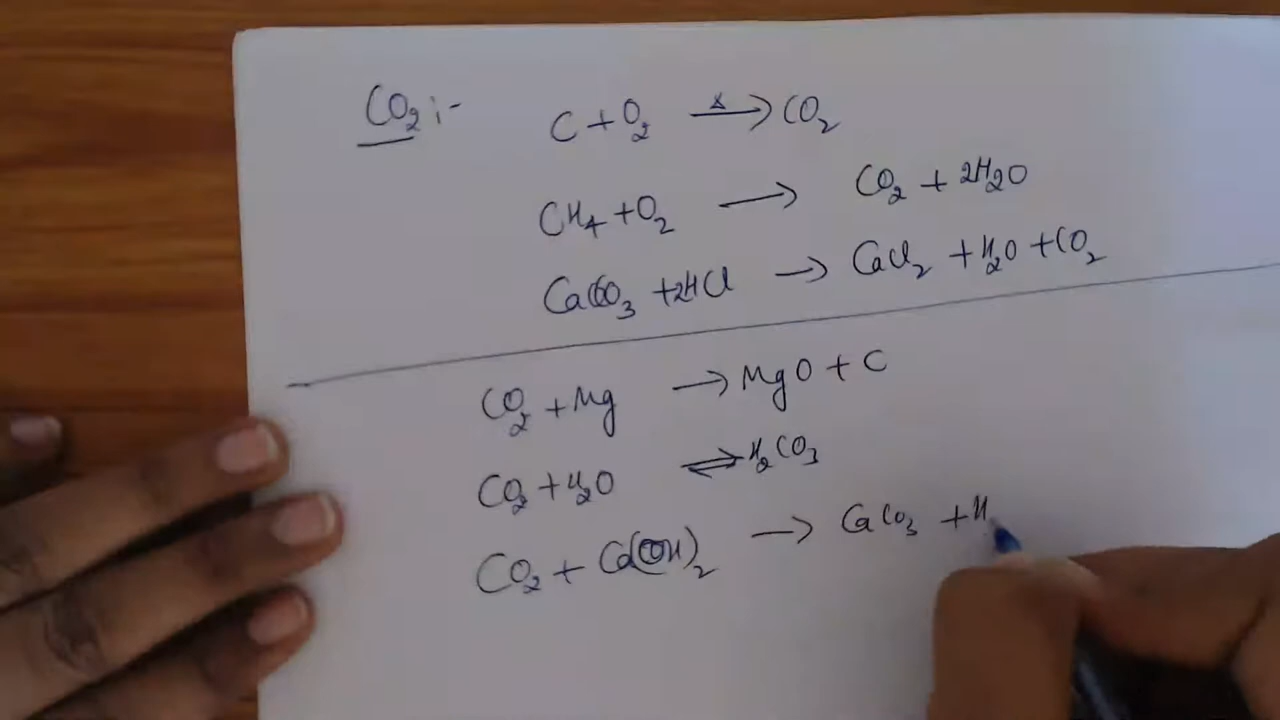 CO₂ :- C + O₂ —Δ→ CO₂
CH₄ + O₂ → CO₂ + 2H₂O
CaCO₃ + 2HCl → CaCl₂ + H₂O + CO₂
CO₂ + Mg → MgO + C
CO₂ + H₂O ⇌ H₂CO₃
CO₂ + Ca(OH)₂ → CaCO₃ + H